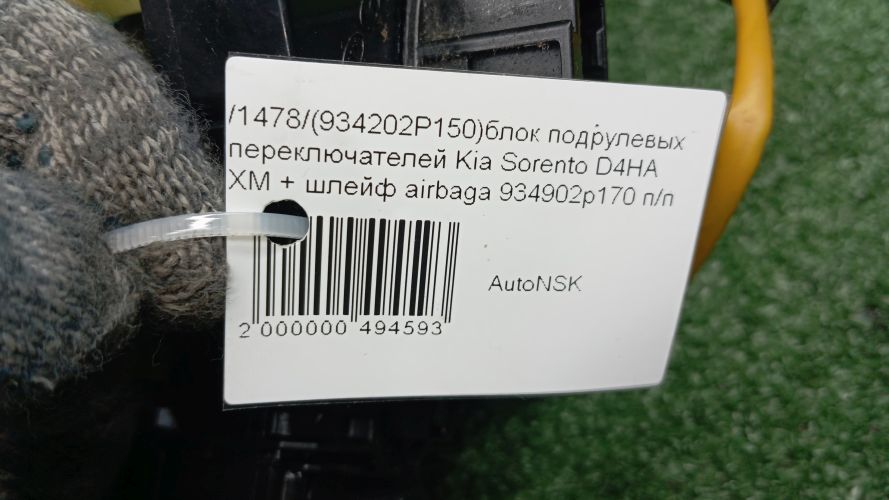 /1478/(934202P150)блок подрулевых
переключателей Kia Sorento D4HA
XM + шлейф airbaga 934902p170 п/п
AutoNSK
2 000000 494593